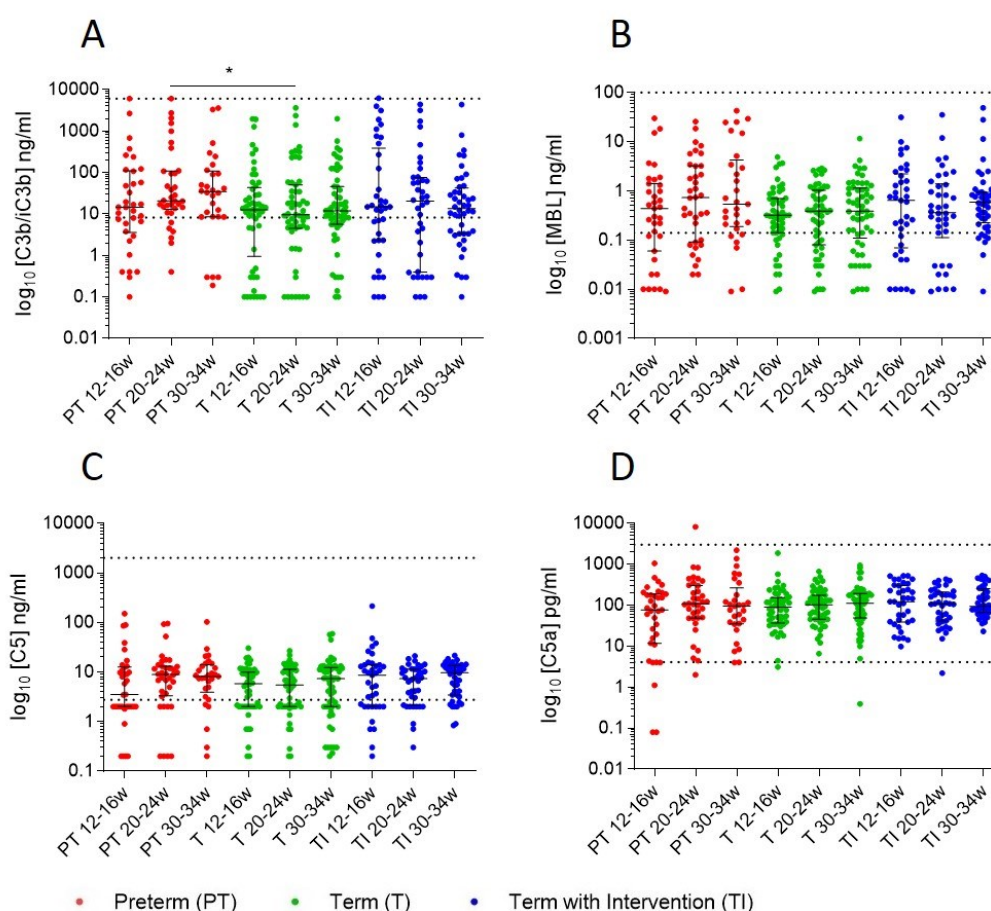 A
*
log10 [C3b/iC3b] ng/ml
10000
1000
100
10
1
0.1
0.01
PT 12-16w
PT 20-24w
PT 30-34w
T 12-16w
T 20-24w
T 30-34w
TI 12-16w
TI 20-24w
TI 30-34w
B
log10 [MBL] ng/ml
100
10
1
0.1
0.01
0.001
PT 12-16w
PT 20-24w
PT 30-34w
T 12-16w
T 20-24w
T 30-34w
TI 12-16w
TI 20-24w
TI 30-34w
C
log10 [C5] ng/ml
10000
1000
100
10
1
0.1
PT 12-16w
PT 20-24w
PT 30-34w
T 12-16w
T 20-24w
T 30-34w
TI 12-16w
TI 20-24w
TI 30-34w
D
log10 [C5a] pg/ml
10000
1000
100
10
1
0.1
0.01
PT 12-16w
PT 20-24w
PT 30-34w
T 12-16w
T 20-24w
T 30-34w
TI 12-16w
TI 20-24w
TI 30-34w
Preterm (PT)
Term (T)
Term with Intervention (TI)